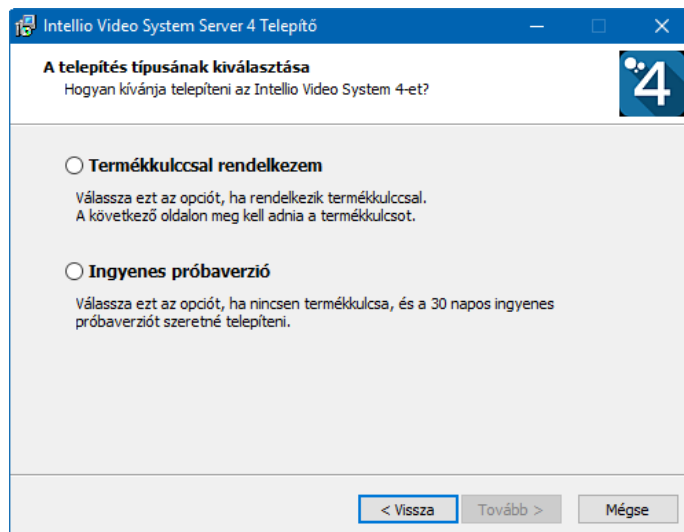 Intellio Video System Server 4 Telepítő
A telepítés típusának kiválasztása
Hogyan kívánja telepíteni az Intellio Video System 4-et?
4
Termékkulccsal rendelkezem
Válassza ezt az opciót, ha rendelkezik termékkulccsal.
A következő oldalon meg kell adnia a termékkulcsot.
Ingyenes próbaverzió
Válassza ezt az opciót, ha nincsen termékkulcsa, és a 30 napos ingyenes
próbaverziót szeretné telepíteni.
< Vissza Tovább > Mégse